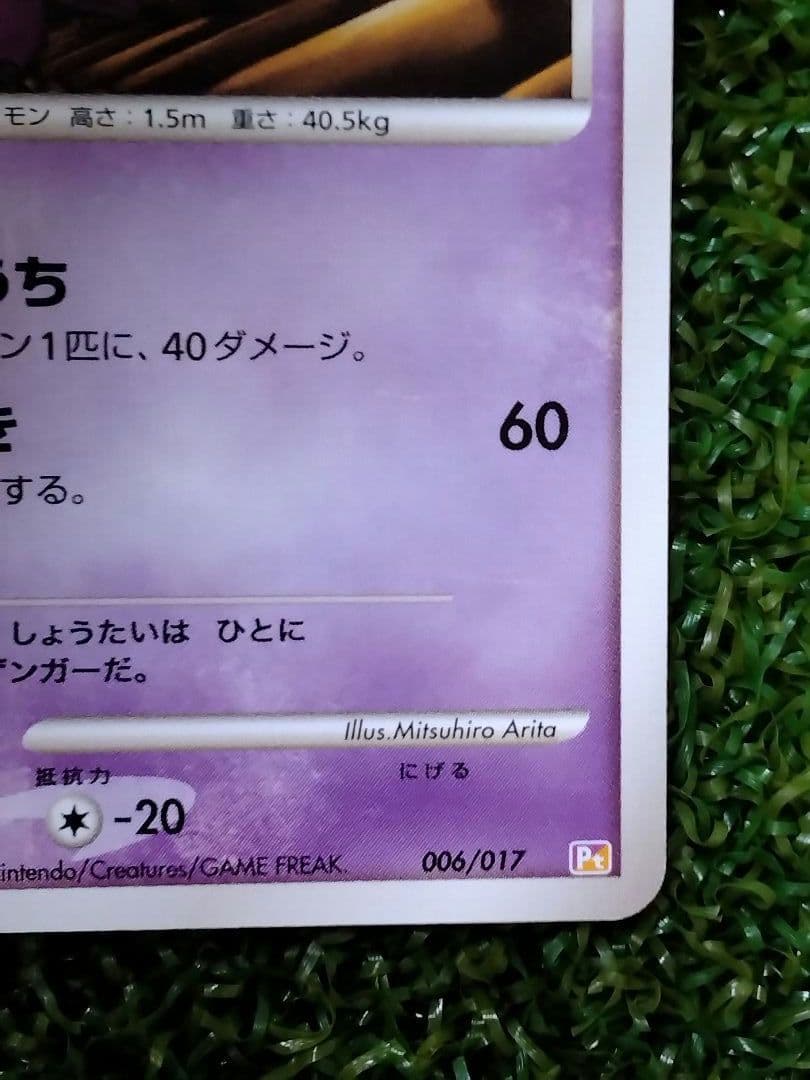 モン 高さ：1.5m 重さ：40.5kg
うち
ン1匹に、40ダメージ。
60
する。
しょうたいは ひとに
ンガーだ。
Illus.Mitsuhiro Arita
抵抗力
にげる
-20
intendo/Creatures/GAME FREAK.
006/017
Pt